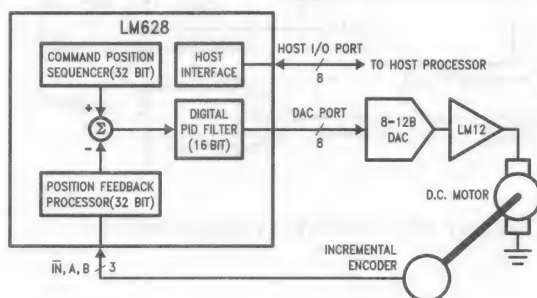 LM628
COMMAND POSITION
SEQUENCER(32 BIT)
HOST
INTERFACE
HOST I/O PORT
8
TO HOST PROCESSOR
+
Σ
−
DIGITAL
PID FILTER
(16 BIT)
DAC PORT
8
8-12B
DAC
LM12
POSITION FEEDBACK
PROCESSOR(32 BIT)
D.C. MOTOR
INCREMENTAL
ENCODER
I̅N̅, A, B
3